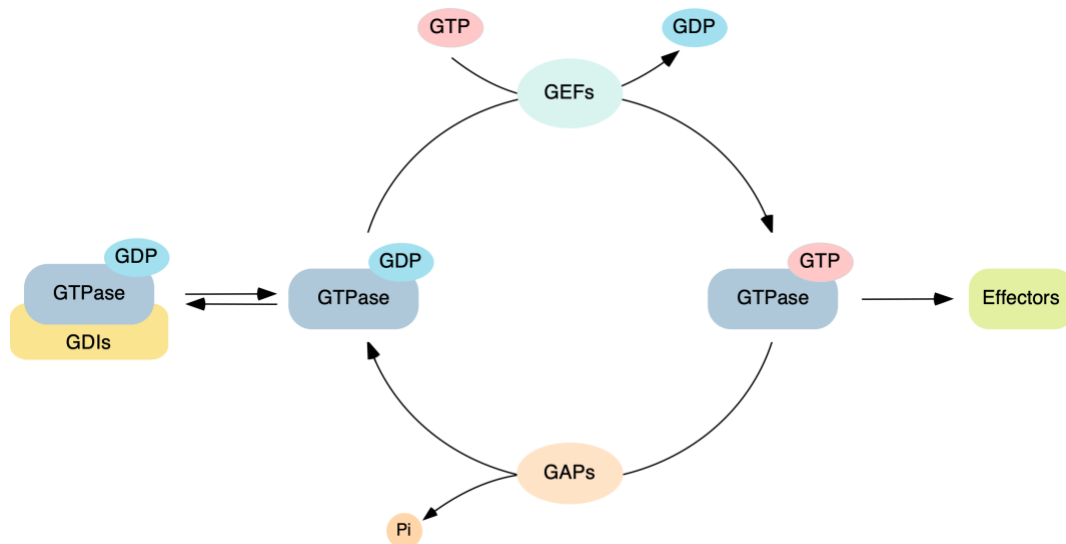 GTP
GDP
GEFs
GDP
GTPase
GDIs
GDP
GTPase
GTP
GTPase
Effectors
GAPs
Pi